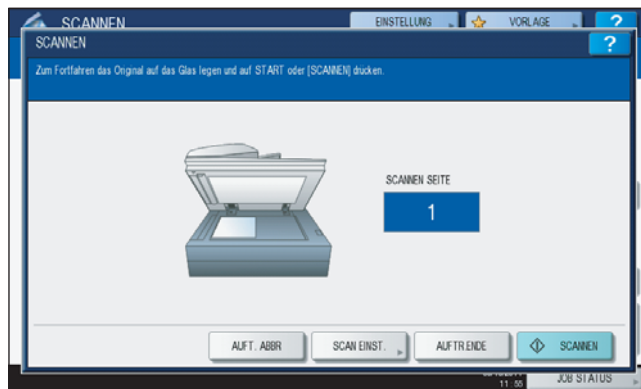 SCANNEN
EINSTELLUNG
VORLAGE
?
SCANNEN
?
Zum Fortfahren das Original auf das Glas legen und auf START oder [SCANNEN] drücken.
SCANNEN SEITE
1
AUFT. ABBR
SCAN EINST.
AUFTR.ENDE
SCANNEN
11:55
JOB STATUS